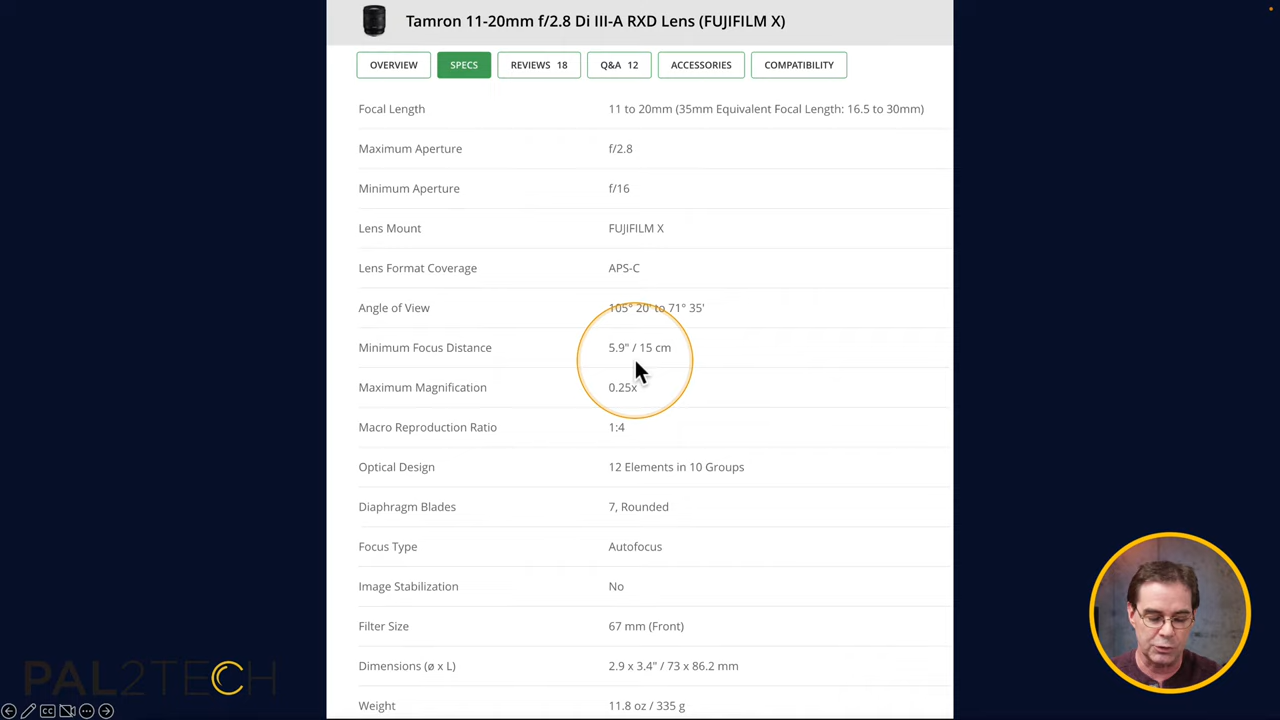 Tamron 11-20mm f/2.8 Di III-A RXD Lens (FUJIFILM X)
OVERVIEW SPECS REVIEWS 18 Q&A 12 ACCESSORIES COMPATIBILITY
Focal Length 11 to 20mm (35mm Equivalent Focal Length: 16.5 to 30mm)
Maximum Aperture f/2.8
Minimum Aperture f/16
Lens Mount FUJIFILM X
Lens Format Coverage APS-C
Angle of View 105° 20' to 71° 35'
Minimum Focus Distance 5.9" / 15 cm
Maximum Magnification 0.25x
Macro Reproduction Ratio 1:4
Optical Design 12 Elements in 10 Groups
Diaphragm Blades 7, Rounded
Focus Type Autofocus
Image Stabilization No
Filter Size 67 mm (Front)
Dimensions (ø x L) 2.9 x 3.4" / 73 x 86.2 mm
Weight 11.8 oz / 335 g
PAL2TECH
CC